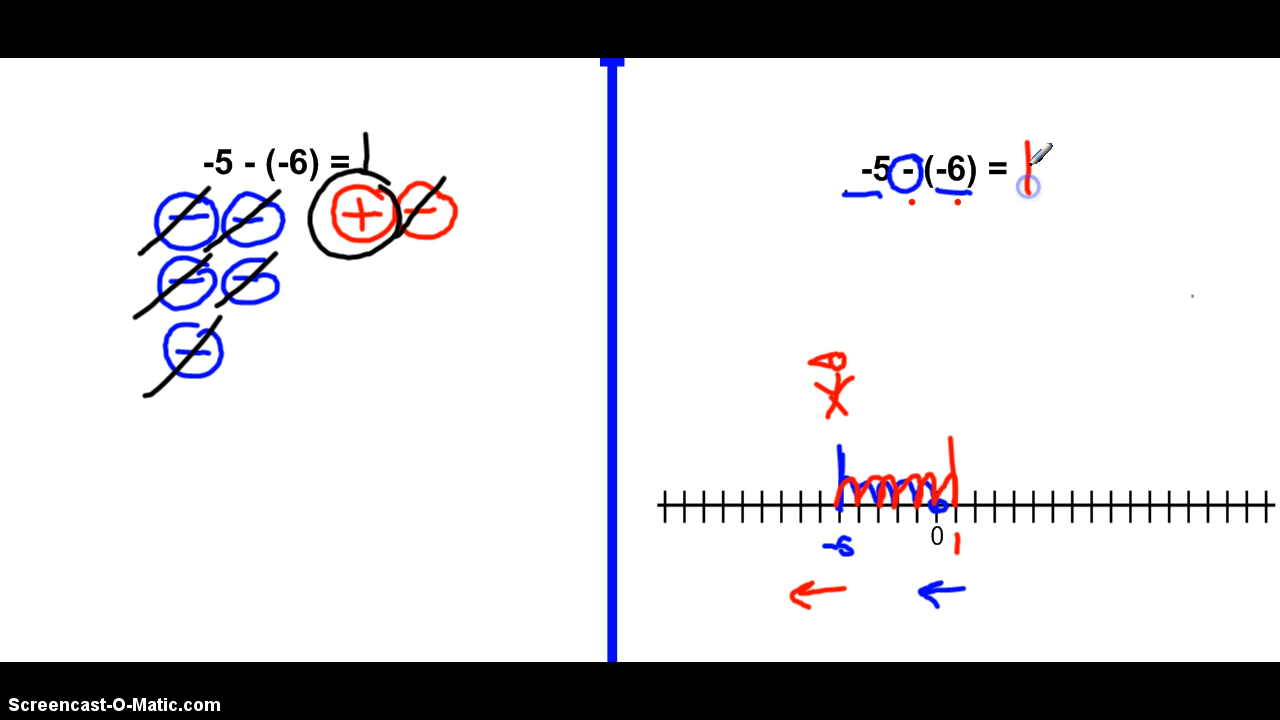 -5 - (-6) = 1
-5 - (-6) = 1
-5 0 1
Screencast-O-Matic.com